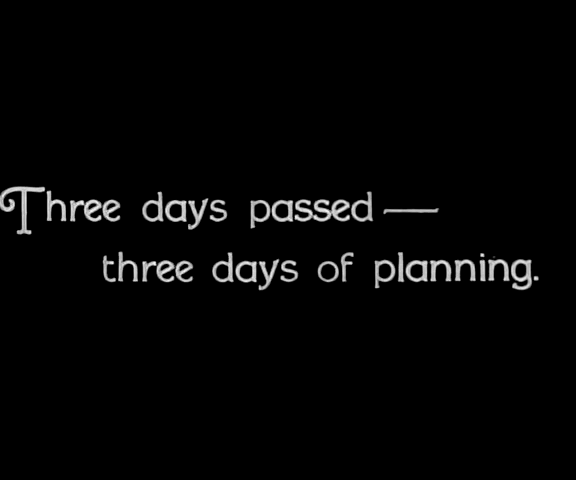 Three days passed —
three days of planning.